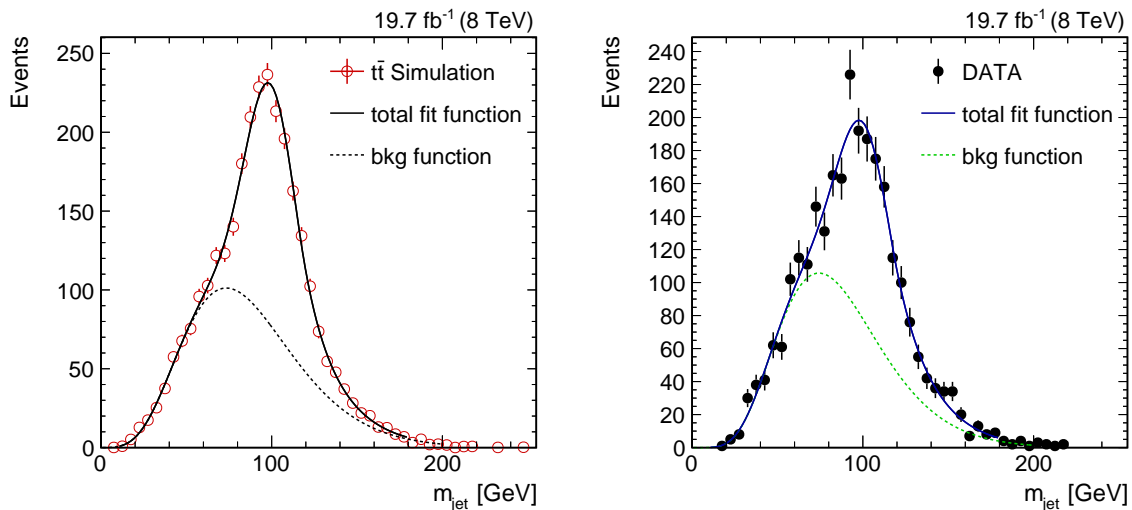 19.7 fb⁻¹ (8 TeV)
Events
250
200
150
100
50
0
tt̄ Simulation
total fit function
bkg function
0
100
200
m_jet [GeV]
19.7 fb⁻¹ (8 TeV)
Events
240
220
200
180
160
140
120
100
80
60
40
20
0
DATA
total fit function
bkg function
0
100
200
m_jet [GeV]